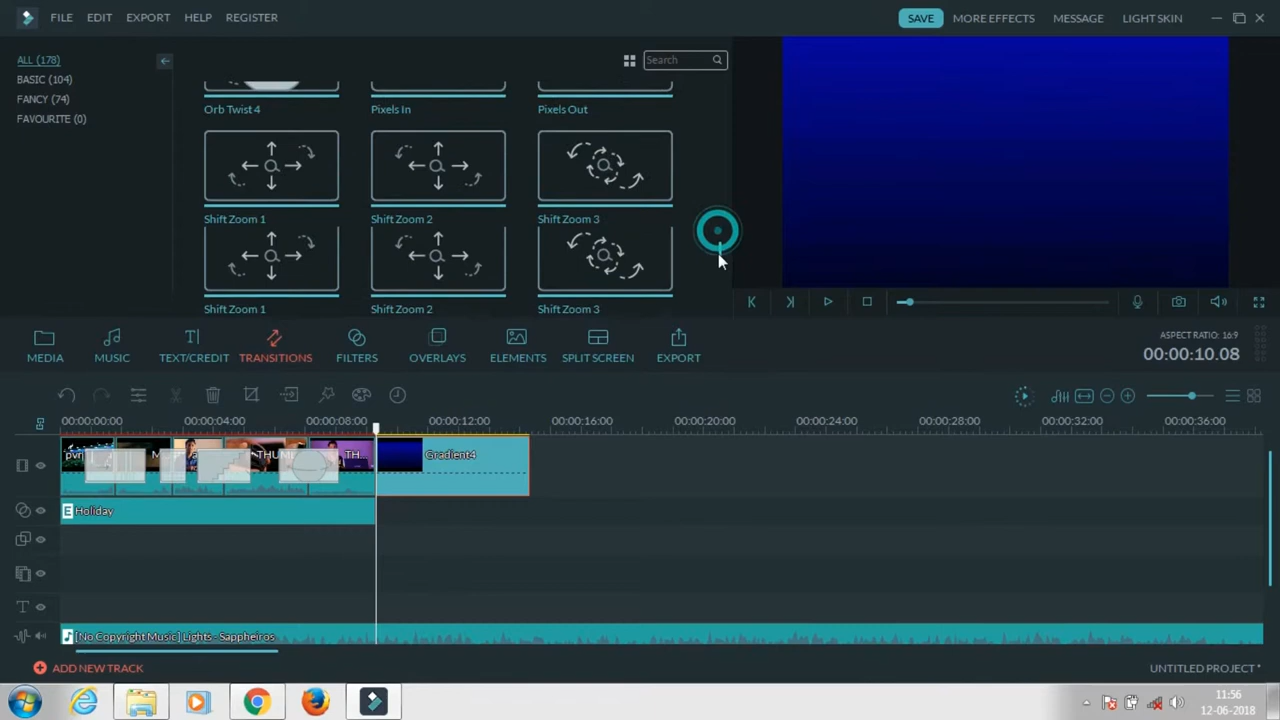 FILE EDIT EXPORT HELP REGISTER SAVE MORE EFFECTS MESSAGE LIGHT SKIN
ALL (178)
BASIC (104)
FANCY (74)
FAVOURITE (0)
Search
Orb Twist 4 Pixels In Pixels Out
Shift Zoom 1 Shift Zoom 2 Shift Zoom 3
Shift Zoom 1 Shift Zoom 2 Shift Zoom 3
MEDIA MUSIC TEXT/CREDIT TRANSITIONS FILTERS OVERLAYS ELEMENTS SPLIT SCREEN EXPORT
ASPECT RATIO: 16:9
00:00:10.08
00:00:00:00 00:00:04:00 00:00:08:00 00:00:12:00 00:00:16:00 00:00:20:00 00:00:24:00 00:00:28:00 00:00:32:00 00:00:36:00
Gradient4
E Holiday
T
[No Copyright Music] Lights - Sappheiros
ADD NEW TRACK
UNTITLED PROJECT *
11:56
12-06-2018